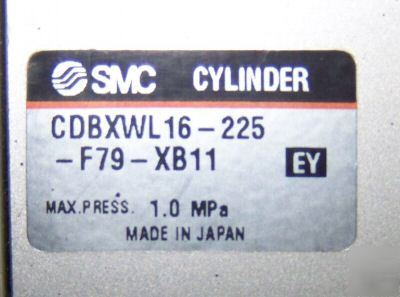 SMC CYLINDER
CDBXWL16-225
-F79-XB11 EY
MAX.PRESS. 1.0 MPa
MADE IN JAPAN